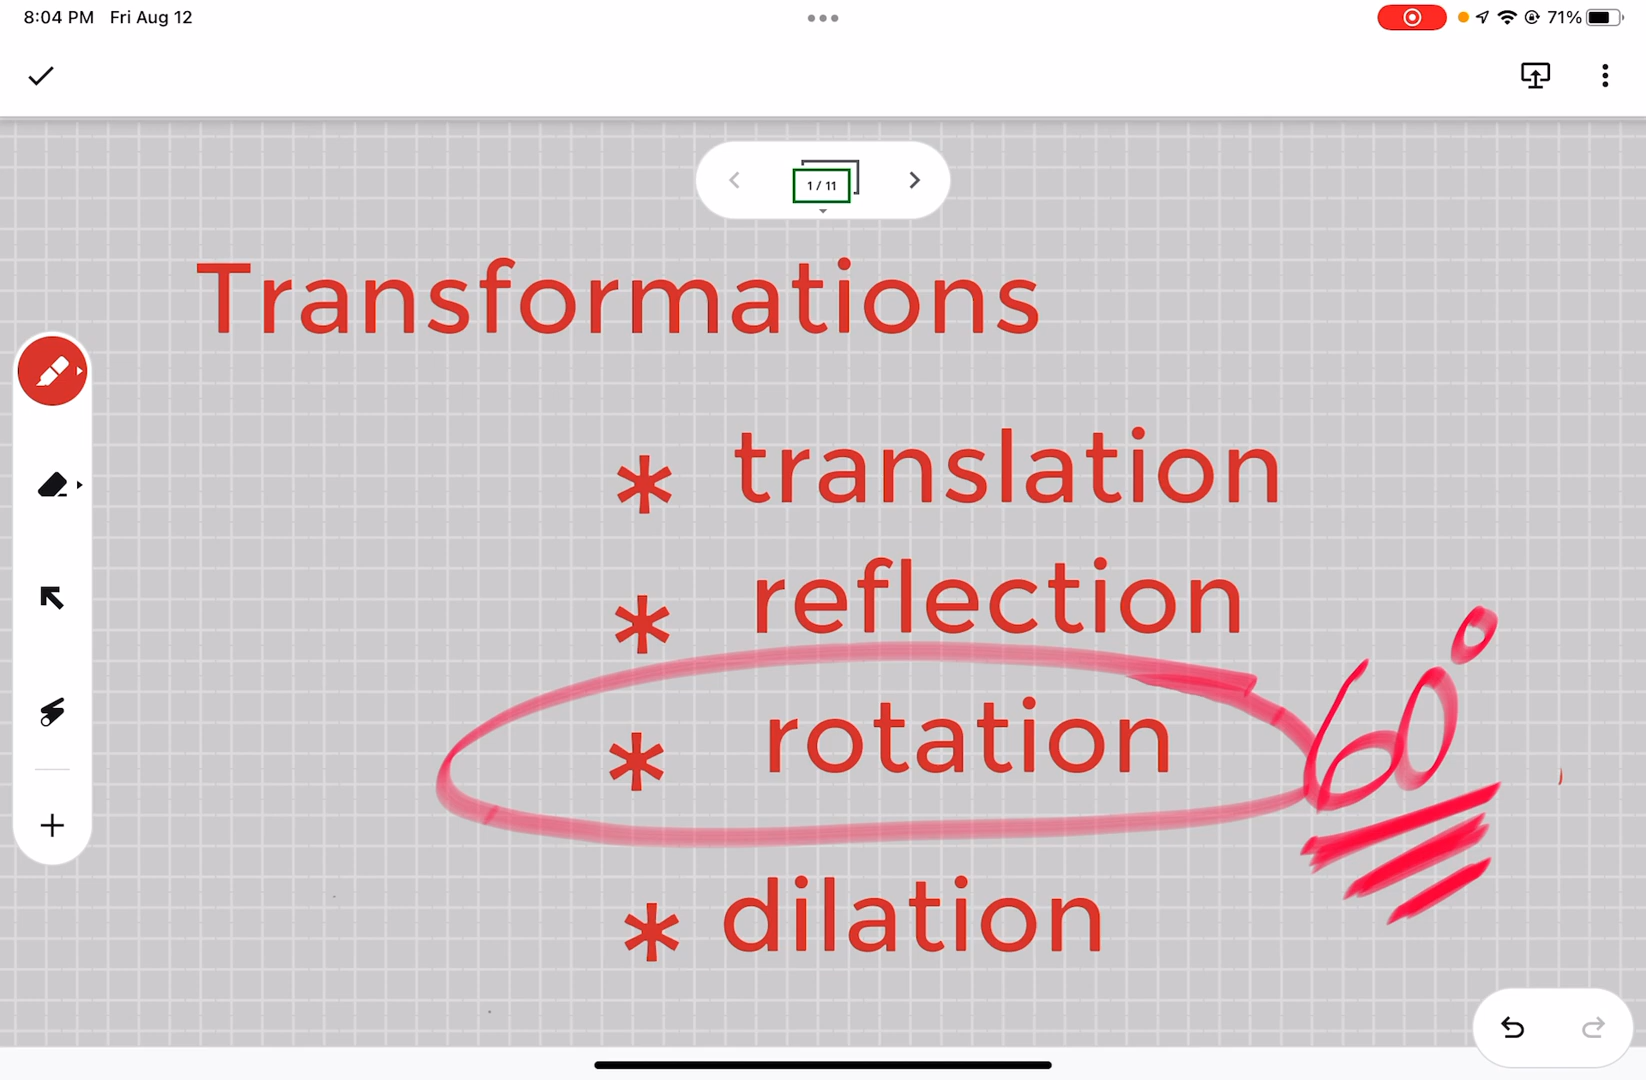 8:04 PM Fri Aug 12
71%
1 / 11
Transformations
* translation
* reflection
* rotation 60°
* dilation